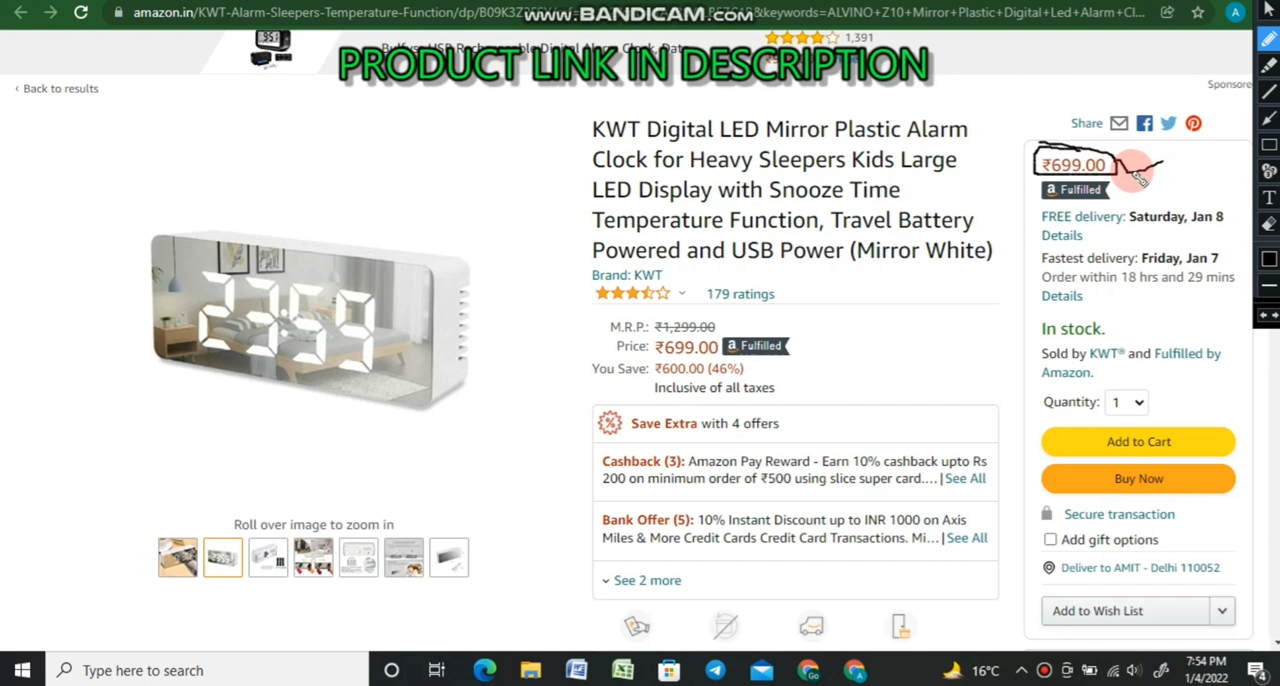 amazon.in/KWT-Alarm-Sleepers-Temperature-Function/dp/
www.BANDICAM.com
&keywords=ALVINO+Z10+Mirror+Plastic+Digital+Led+Alarm+Cl...
A
1,391
PRODUCT LINK IN DESCRIPTION
‹ Back to results
Sponsore
KWT Digital LED Mirror Plastic Alarm
Clock for Heavy Sleepers Kids Large
LED Display with Snooze Time
Temperature Function, Travel Battery
Powered and USB Power (Mirror White)
Brand: KWT
179 ratings
M.R.P.: ₹1,299.00
Price: ₹699.00 a Fulfilled
You Save: ₹600.00 (46%)
Inclusive of all taxes
Save Extra with 4 offers
Cashback (3): Amazon Pay Reward - Earn 10% cashback upto Rs
200 on minimum order of ₹500 using slice super card.... | See All
Bank Offer (5): 10% Instant Discount up to INR 1000 on Axis
Miles & More Credit Cards Credit Card Transactions. Mi... | See All
See 2 more
23:59
Roll over image to zoom in
Share
₹699.00
a Fulfilled
FREE delivery: Saturday, Jan 8
Details
Fastest delivery: Friday, Jan 7
Order within 18 hrs and 29 mins
Details
In stock.
Sold by KWT® and Fulfilled by
Amazon.
Quantity: 1
Add to Cart
Buy Now
Secure transaction
Add gift options
Deliver to AMIT - Delhi 110052
Add to Wish List
T
Type here to search
16°C
7:54 PM
1/4/2022
4